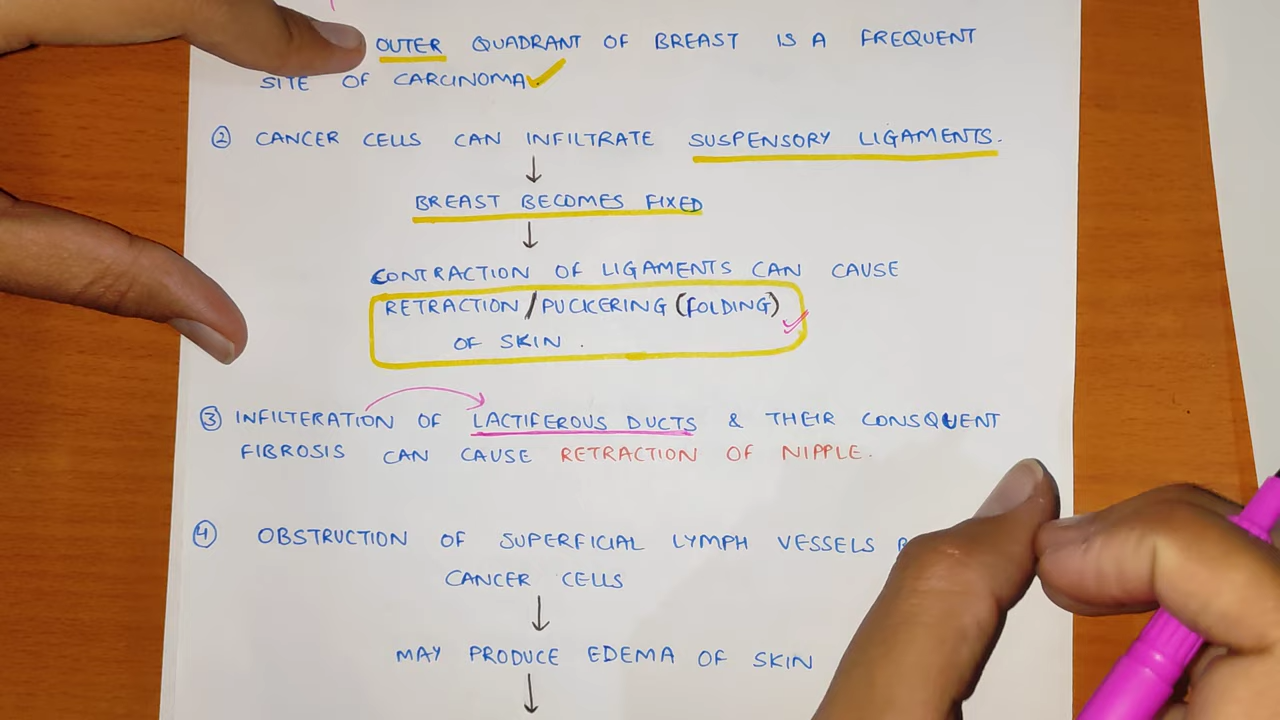 OUTER QUADRANT OF BREAST IS A FREQUENT
SITE OF CARCINOMA
② CANCER CELLS CAN INFILTRATE SUSPENSORY LIGAMENTS.
↓
BREAST BECOMES FIXED
↓
CONTRACTION OF LIGAMENTS CAN CAUSE
RETRACTION / PUCKERING (FOLDING)
OF SKIN.
③ INFILTERATION OF LACTIFEROUS DUCTS & THEIR CONSQUENT
FIBROSIS CAN CAUSE RETRACTION OF NIPPLE.
④ OBSTRUCTION OF SUPERFICIAL LYMPH VESSELS
CANCER CELLS
↓
MAY PRODUCE EDEMA OF SKIN
↓